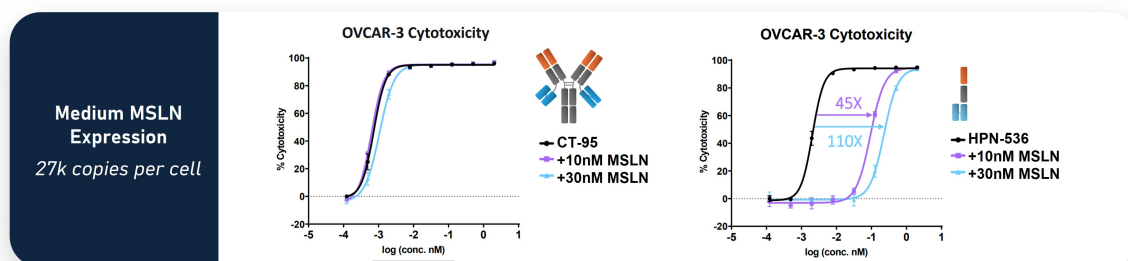 Medium MSLN
Expression
27k copies per cell
OVCAR-3 Cytotoxicity
% Cytotoxicity
100
80
60
40
20
0
-20
-5
-4
-3
-2
-1
0
1
log (conc. nM)
CT-95
+10nM MSLN
+30nM MSLN
OVCAR-3 Cytotoxicity
% Cytotoxicity
100
80
60
40
20
0
-20
45X
110X
-5
-4
-3
-2
-1
0
1
log (conc. nM)
HPN-536
+10nM MSLN
+30nM MSLN